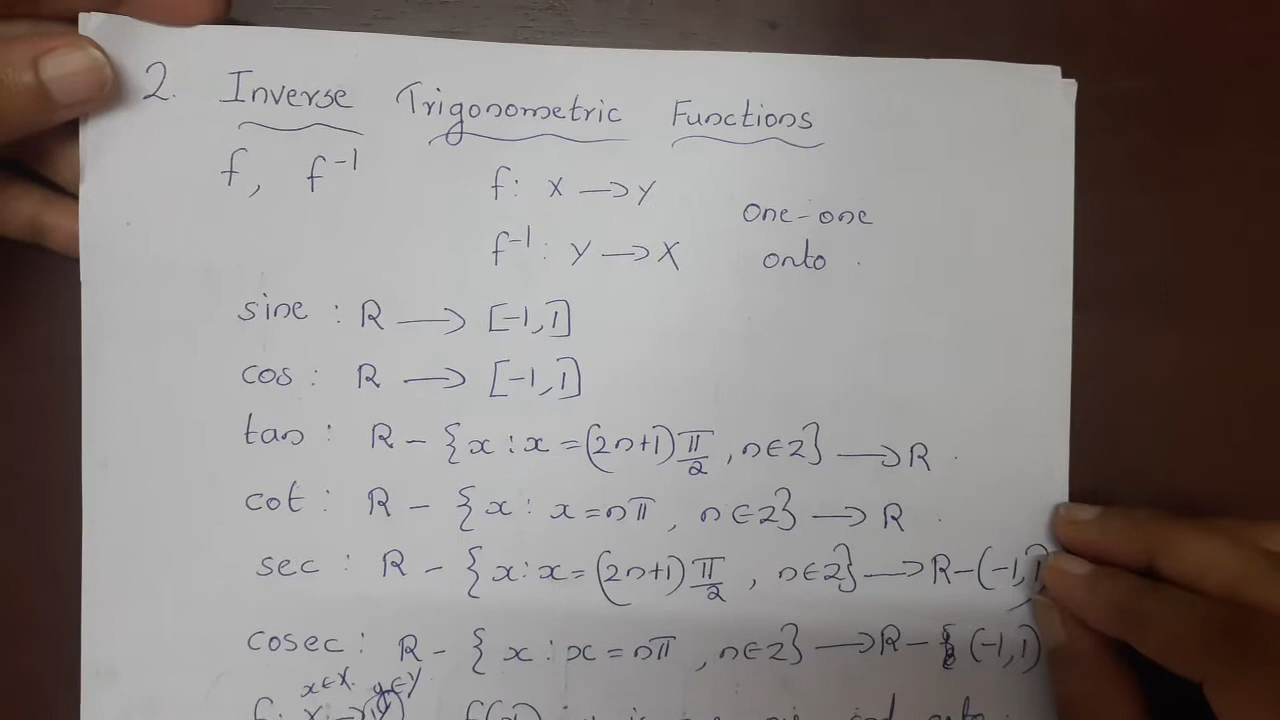 2. Inverse Trigonometric Functions
f, f⁻¹ f: X → Y one-one
f⁻¹: Y → X onto
sine : R → [-1,1]
cos : R → [-1,1]
tan : R - {x : x = (2n+1)π/2, n∈Z} → R
cot : R - {x : x = nπ, n∈Z} → R
sec : R - {x : x = (2n+1)π/2, n∈Z} → R-(-1,1)
cosec : R - {x : x = nπ, n∈Z} → R- (-1,1)
x∈X y∈Y